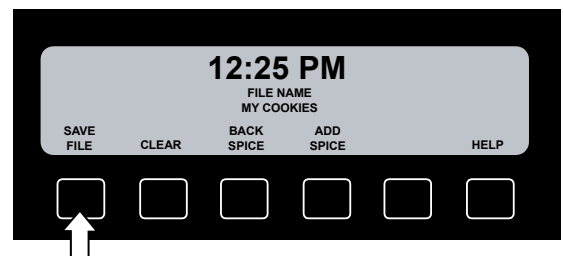 12:25 PM
FILE NAME
MY COOKIES
SAVE FILE
CLEAR
BACK SPICE
ADD SPICE
HELP